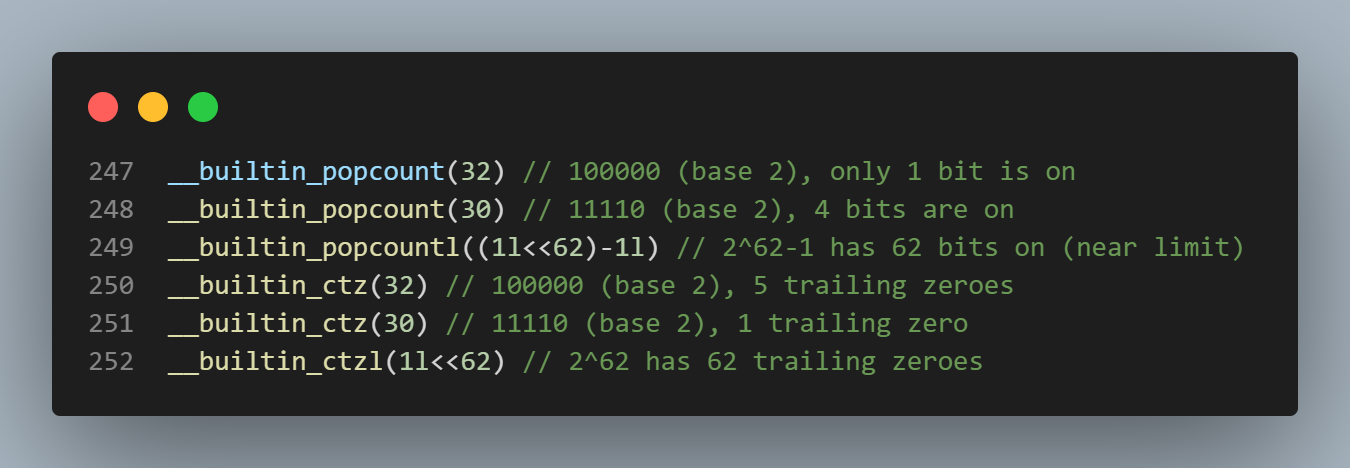 247 __builtin_popcount(32) // 100000 (base 2), only 1 bit is on
248 __builtin_popcount(30) // 11110 (base 2), 4 bits are on
249 __builtin_popcountl((1l<<62)-1l) // 2^62-1 has 62 bits on (near limit)
250 __builtin_ctz(32) // 100000 (base 2), 5 trailing zeroes
251 __builtin_ctz(30) // 11110 (base 2), 1 trailing zero
252 __builtin_ctzl(1l<<62) // 2^62 has 62 trailing zeroes